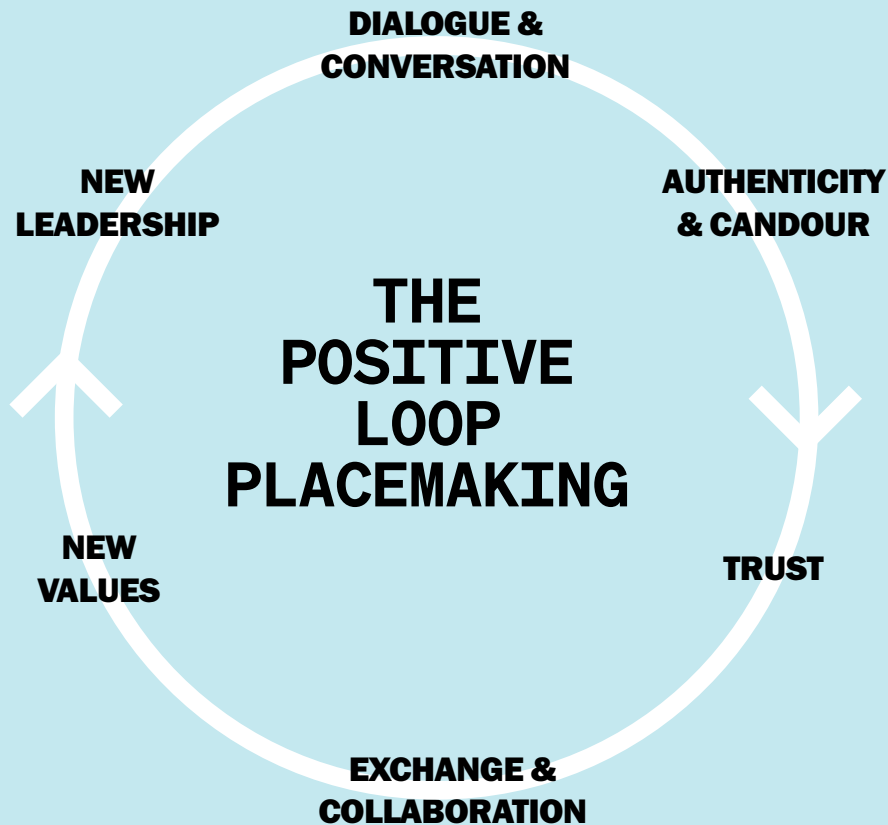 DIALOGUE &
CONVERSATION
NEW
LEADERSHIP
AUTHENTICITY
& CANDOUR
THE
POSITIVE
LOOP
PLACEMAKING
NEW
VALUES
TRUST
EXCHANGE &
COLLABORATION